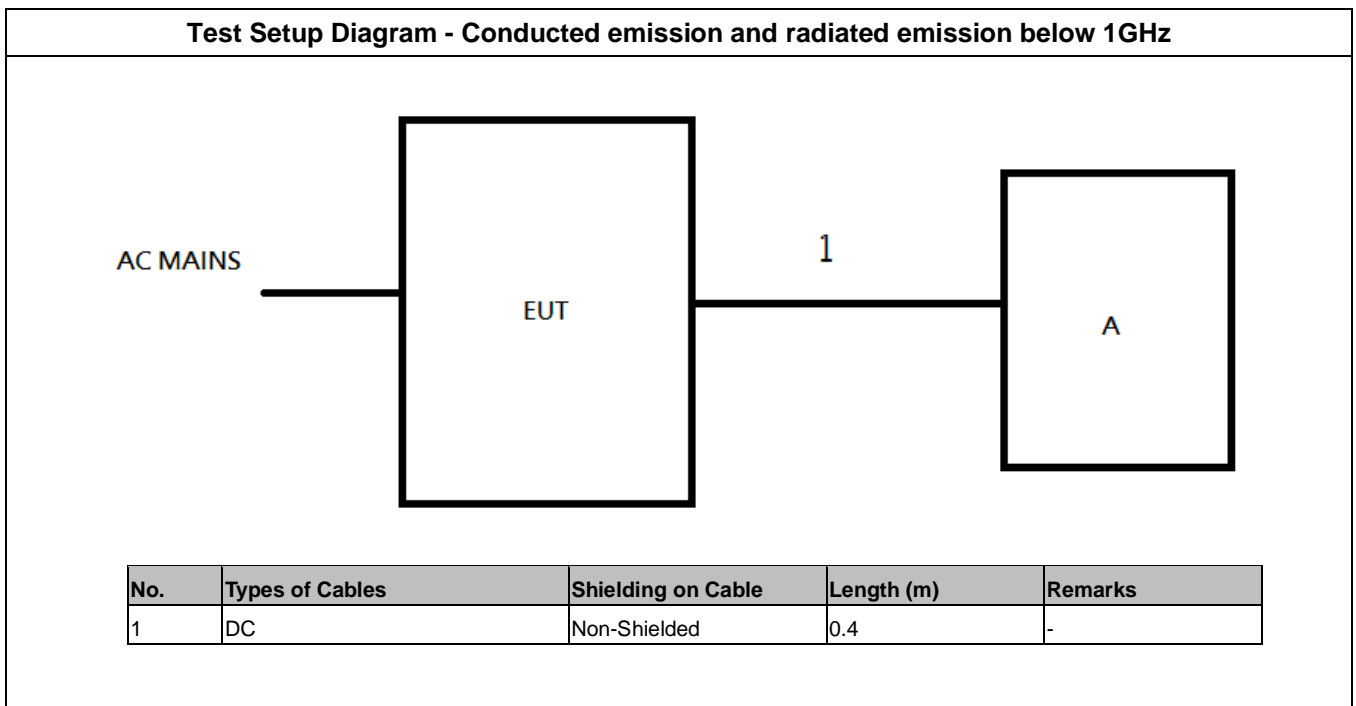 Test Setup Diagram - Conducted emission and radiated emission below 1GHz
AC MAINS
EUT
1
A
No. Types of Cables Shielding on Cable Length (m) Remarks
1 DC Non-Shielded 0.4 -